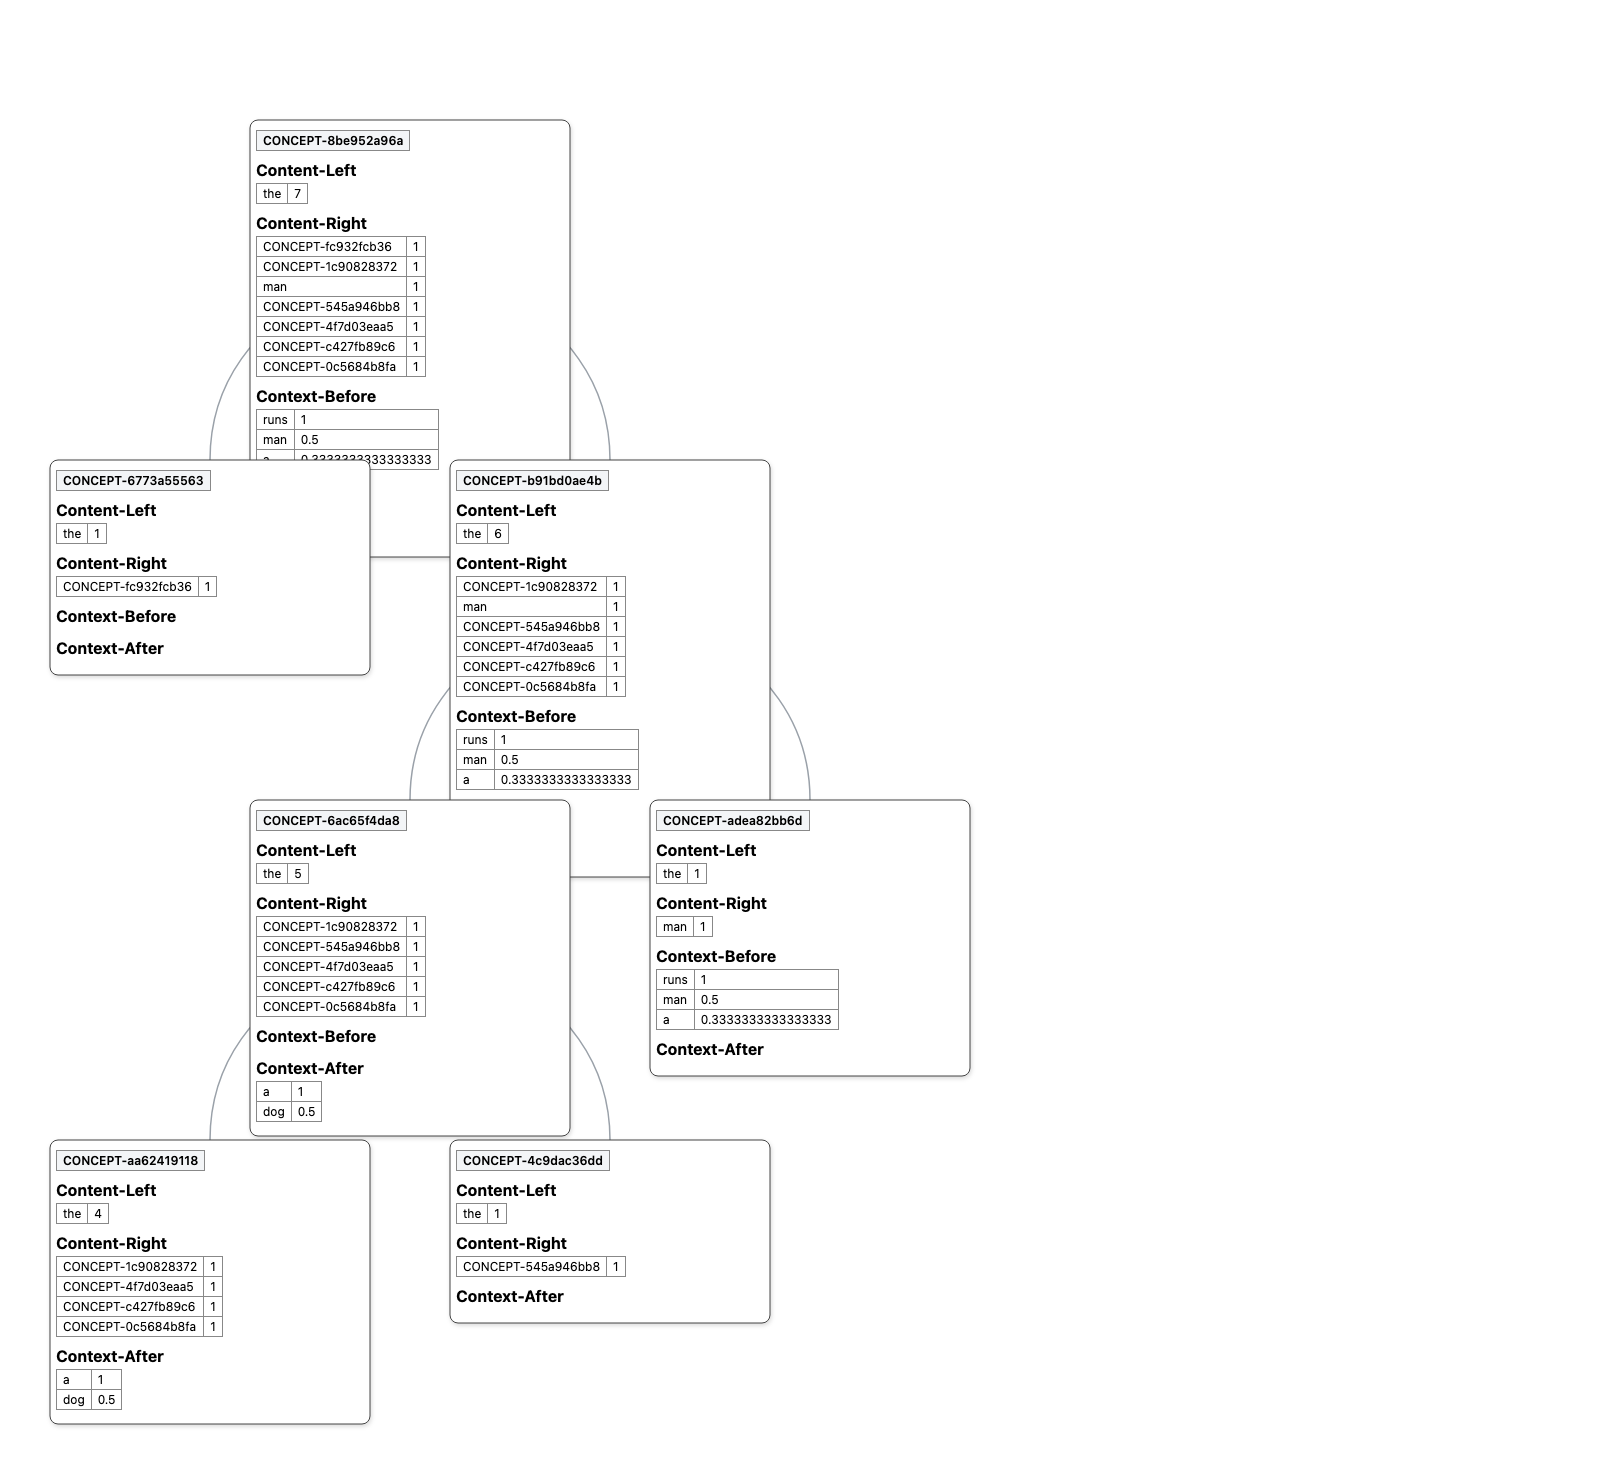 CONCEPT-8be952a96a
Content-Left
the 7
Content-Right
CONCEPT-fc932fcb36 1
CONCEPT-1c90828372 1
man 1
CONCEPT-545a946bb8 1
CONCEPT-4f7d03eaa5 1
CONCEPT-c427fb89c6 1
CONCEPT-0c5684b8fa 1
Context-Before
runs 1
man 0.5
a 0.3333333333333333
CONCEPT-6773a55563
Content-Left
the 1
Content-Right
CONCEPT-fc932fcb36 1
Context-Before
Context-After
CONCEPT-b91bd0ae4b
Content-Left
the 6
Content-Right
CONCEPT-1c90828372 1
man 1
CONCEPT-545a946bb8 1
CONCEPT-4f7d03eaa5 1
CONCEPT-c427fb89c6 1
CONCEPT-0c5684b8fa 1
Context-Before
runs 1
man 0.5
a 0.3333333333333333
CONCEPT-6ac65f4da8
Content-Left
the 5
Content-Right
CONCEPT-1c90828372 1
CONCEPT-545a946bb8 1
CONCEPT-4f7d03eaa5 1
CONCEPT-c427fb89c6 1
CONCEPT-0c5684b8fa 1
Context-Before
Context-After
a 1
dog 0.5
CONCEPT-adea82bb6d
Content-Left
the 1
Content-Right
man 1
Context-Before
runs 1
man 0.5
a 0.3333333333333333
Context-After
CONCEPT-aa62419118
Content-Left
the 4
Content-Right
CONCEPT-1c90828372 1
CONCEPT-4f7d03eaa5 1
CONCEPT-c427fb89c6 1
CONCEPT-0c5684b8fa 1
Context-After
a 1
dog 0.5
CONCEPT-4c9dac36dd
Content-Left
the 1
Content-Right
CONCEPT-545a946bb8 1
Context-After